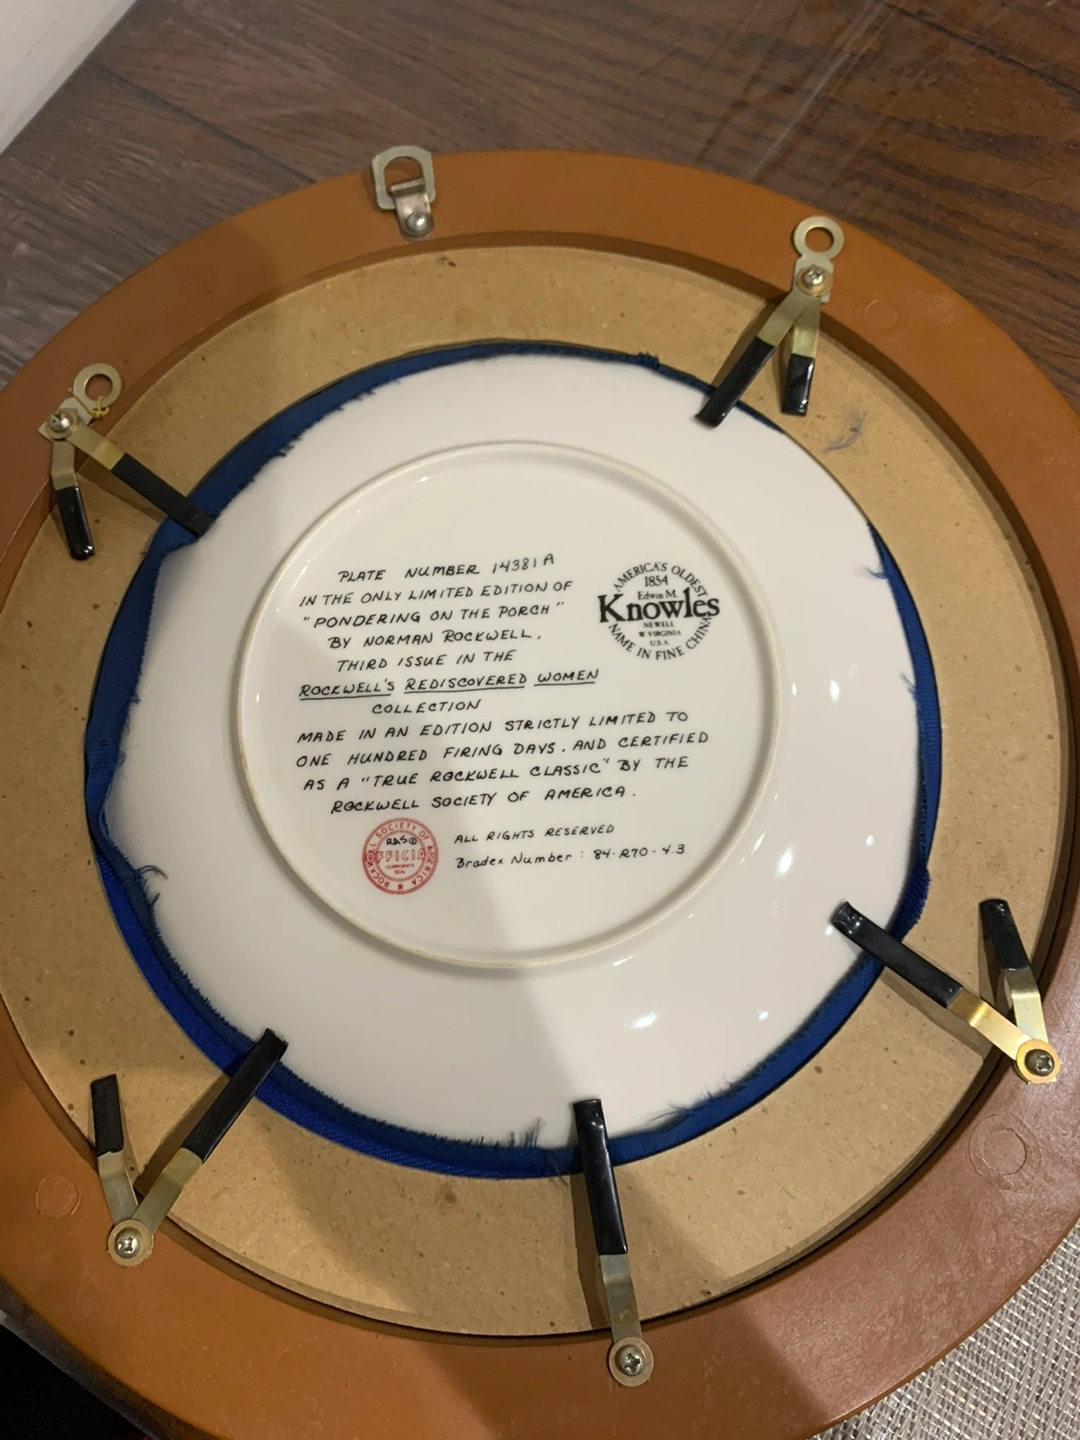 PLATE NUMBER 14381A
IN THE ONLY LIMITED EDITION OF
"PONDERING ON THE PORCH"
BY NORMAN ROCKWELL,
THIRD ISSUE IN THE
ROCKWELL'S REDISCOVERED WOMEN
COLLECTION
MADE IN AN EDITION STRICTLY LIMITED TO
ONE HUNDRED FIRING DAYS, AND CERTIFIED
AS A "TRUE ROCKWELL CLASSIC" BY THE
ROCKWELL SOCIETY OF AMERICA.
ALL RIGHTS RESERVED
Bradex Number : 84-R70-4.3
AMERICA'S OLDEST
1854
Edwin M.
Knowles
NEWELL
W VIRGINIA
U.S.A
NAME IN FINE CHINA
ROCKWELL SOCIETY OF AMERICA
OFFICIAL
CORPORATE
SEAL